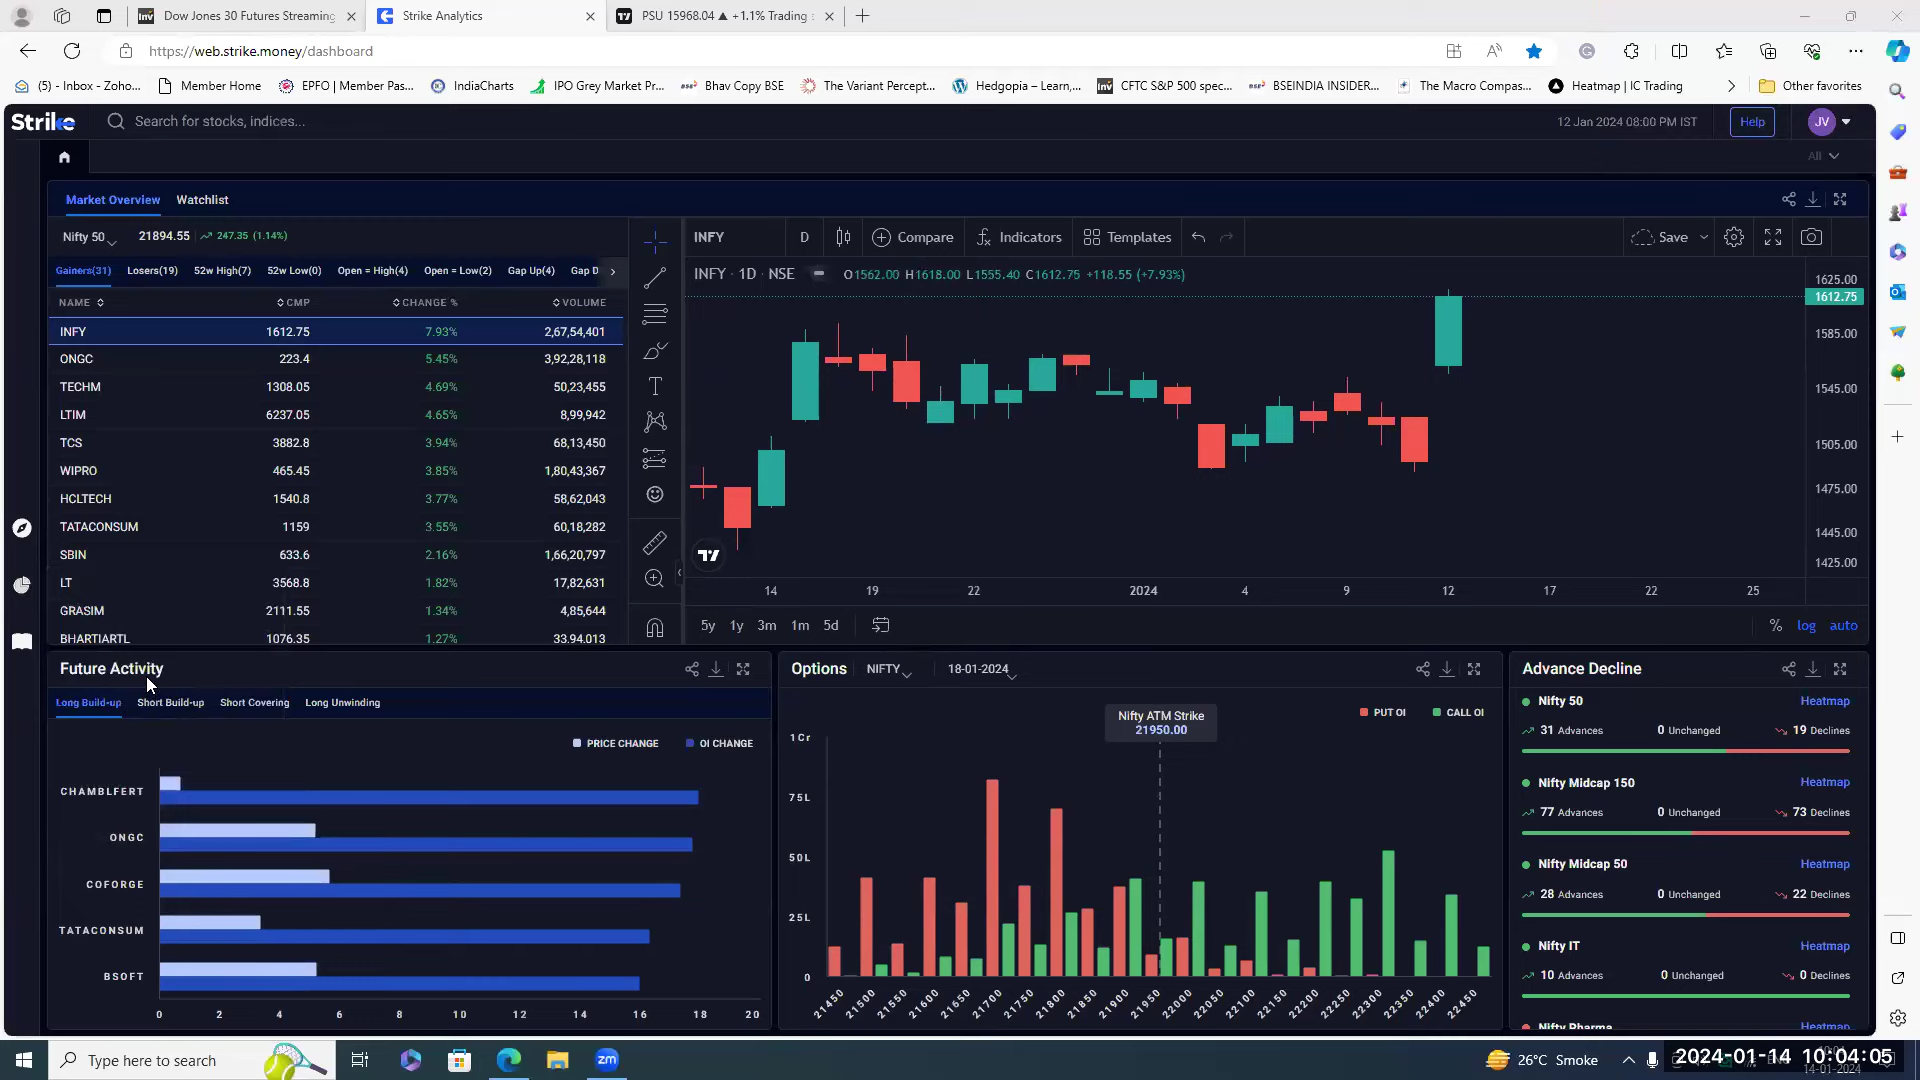 Dow Jones 30 Futures Streaming
Strike Analytics
PSU 15968.04 ▲ +1.1% Trading
https://web.strike.money/dashboard
(5) - Inbox - Zoho...
Member Home
EPFO | Member Pas...
IndiaCharts
IPO Grey Market Pr...
Bhav Copy BSE
The Variant Percept...
Hedgopia – Learn,...
CFTC S&P 500 spec...
BSEINDIA INSIDER...
The Macro Compas...
Heatmap | IC Trading
Other favorites
Strike
Search for stocks, indices...
12 Jan 2024 08:00 PM IST
Help
JV
All
Market Overview
Watchlist
Nifty 50
21894.55
247.35 (1.14%)
Gainers(31)
Losers(19)
52w High(7)
52w Low(0)
Open = High(4)
Open = Low(2)
Gap Up(4)
Gap D
NAME CMP CHANGE % VOLUME
INFY 1612.75 7.93% 2,67,54,401
ONGC 223.4 5.45% 3,92,28,118
TECHM 1308.05 4.69% 50,23,455
LTIM 6237.05 4.65% 8,99,942
TCS 3882.8 3.94% 68,13,450
WIPRO 465.45 3.85% 1,80,43,367
HCLTECH 1540.8 3.77% 58,62,043
TATACONSUM 1159 3.55% 60,18,282
SBIN 633.6 2.16% 1,66,20,797
LT 3568.8 1.82% 17,82,631
GRASIM 2111.55 1.34% 4,85,644
BHARTIARTL 1076.35 1.27% 33,94,013
INFY
D
Compare
Indicators
Templates
Save
INFY · 1D · NSE
O1562.00 H1618.00 L1555.40 C1612.75 +118.55 (+7.93%)
1625.00
1612.75
1585.00
1545.00
1505.00
1475.00
1445.00
1425.00
14 19 22 2024 4 9 12 17 22 25
5y 1y 3m 1m 5d
% log auto
Future Activity
Long Build-up
Short Build-up
Short Covering
Long Unwinding
PRICE CHANGE
OI CHANGE
CHAMBLFERT
ONGC
COFORGE
TATACONSUM
BSOFT
0 2 4 6 8 10 12 14 16 18 20
Options
NIFTY
18-01-2024
Nifty ATM Strike
21950.00
PUT OI
CALL OI
1Cr
75L
50L
25L
0
21450 21500 21550 21600 21650 21700 21750 21800 21850 21900 21950 22000 22050 22100 22150 22200 22250 22300 22350 22400 22450
Advance Decline
Nifty 50
Heatmap
31 Advances
0 Unchanged
19 Declines
Nifty Midcap 150
Heatmap
77 Advances
0 Unchanged
73 Declines
Nifty Midcap 50
Heatmap
28 Advances
0 Unchanged
22 Declines
Nifty IT
Heatmap
10 Advances
0 Unchanged
0 Declines
Nifty Pharma
Heatmap
Type here to search
zm
26°C Smoke
2024-01-14 10:04:05
14-01-2024